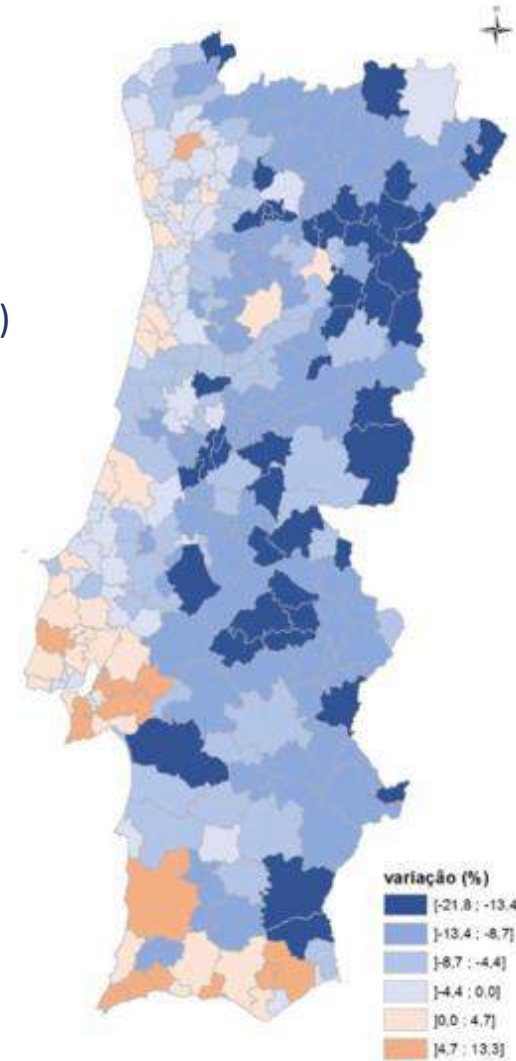 )
variação (%)
[-21,8 ; -13,4
]-13,4 ; -8,7]
]-8,7 ; -4,4]
]-4,4 ; 0,0]
]0,0 ; 4,7]
]4,7 ; 13,3]